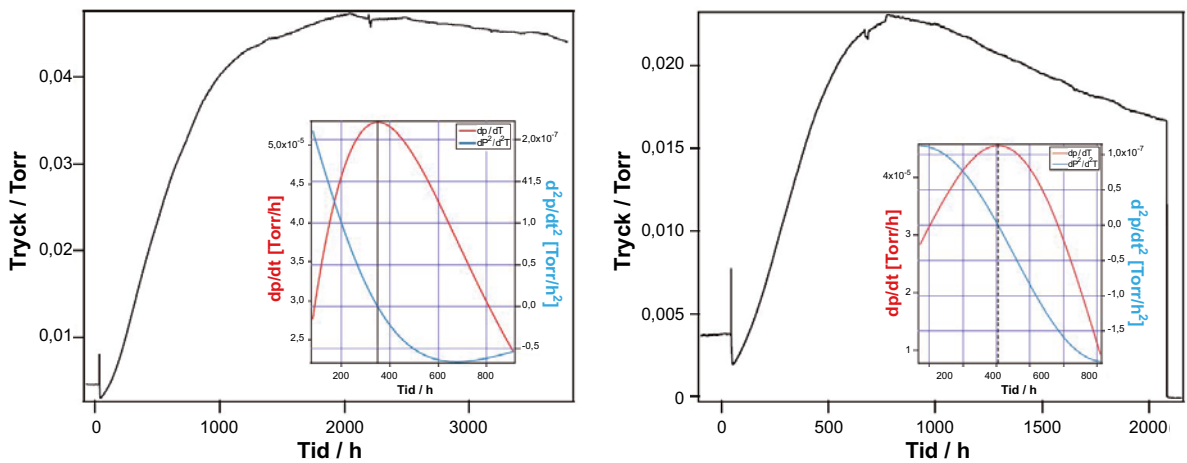 Tryck / Torr
0,04
0,03
0,02
0,01
0
1000
2000
3000
Tid / h
dp/dt [Torr/h]
5,0x10⁻⁵
4,5
4,0
3,0
2,5
200
400
600
800
Tid / h
dp/dT
dP²/d²T
2,0x10⁻⁷
41,5
1,0
0,5
0,0
-0,5
d²p/dt² [Torr/h²]
Tryck / Torr
0,020
0,015
0,010
0,005
0
0
500
1000
1500
2000
Tid / h
dp/dt [Torr/h]
4x10⁻⁵
3
2
1
200
400
600
800
Tid / h
dp/dT
dP²/d²T
1,0x10⁻⁷
0,5
0,0
-0,5
-1,0
-1,5
d²p/dt² [Torr/h²]